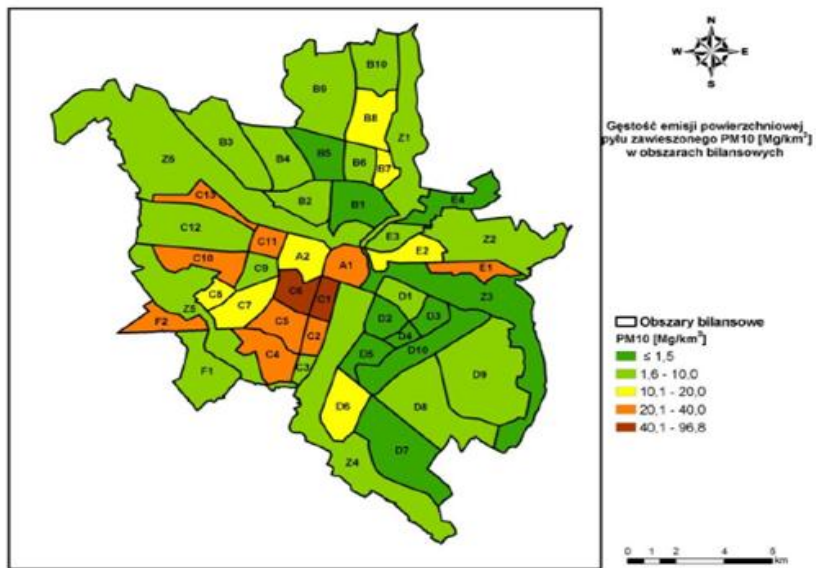 N
W E
S
Gęstość emisji powierzchniowej
pyłu zawieszonego PM10 [Mg/km²]
w obszarach bilansowych
B10
B9
B8
Z1
B3
B4
B5
B6
B7
Z6
B2
B1
E4
C13
C12
C11
E3
E2
Z2
A2
A1
C10
C9
E1
C8
C7
C6
C1
D1
Z3
Z5
F2
C5
C2
D2
D3
D4
D10
C4
C3
D5
F1
D9
D6
D8
D7
Z4
Obszary bilansowe
PM10 [Mg/km²]
≤ 1,5
1,6 - 10,0
10,1 - 20,0
20,1 - 40,0
40,1 - 96,8
0 1 2 4 6
km